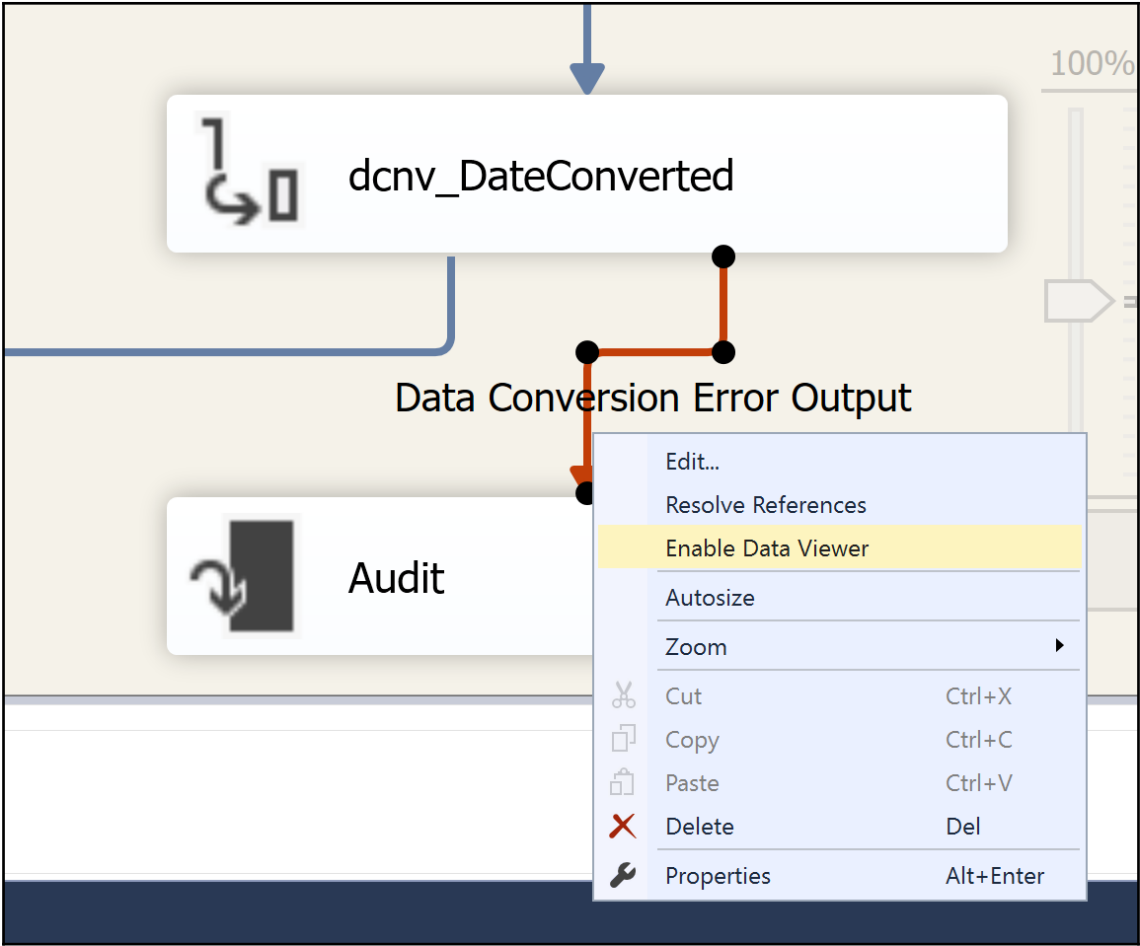 100%
dcnv_DateConverted
Data Conversion Error Output
Edit...
Resolve References
Enable Data Viewer
Audit
Autosize
Zoom
Cut Ctrl+X
Copy Ctrl+C
Paste Ctrl+V
Delete Del
Properties Alt+Enter